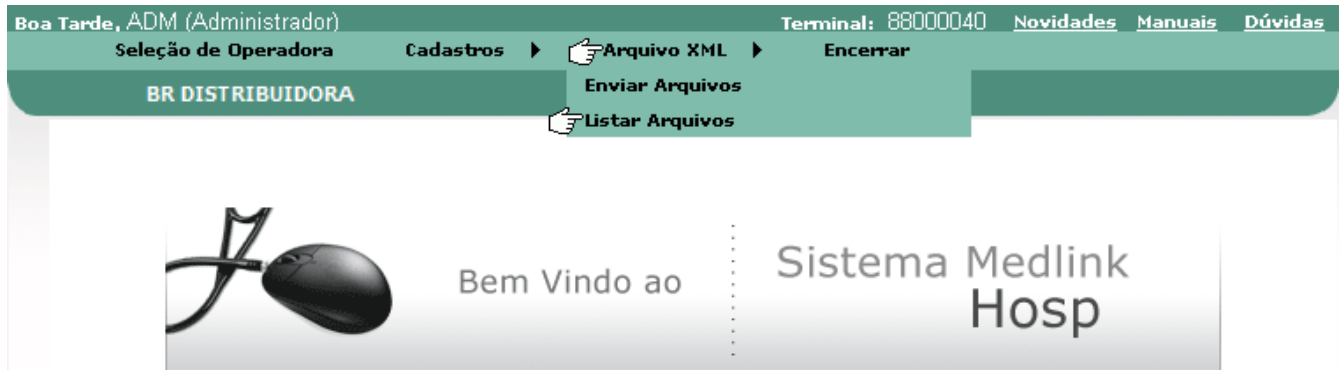 Boa Tarde, ADM (Administrador) Terminal: 88000040 Novidades Manuais Dúvidas
Seleção de Operadora Cadastros Arquivo XML Encerrar
BR DISTRIBUIDORA
Enviar Arquivos
Listar Arquivos
Bem Vindo ao
Sistema Medlink
Hosp